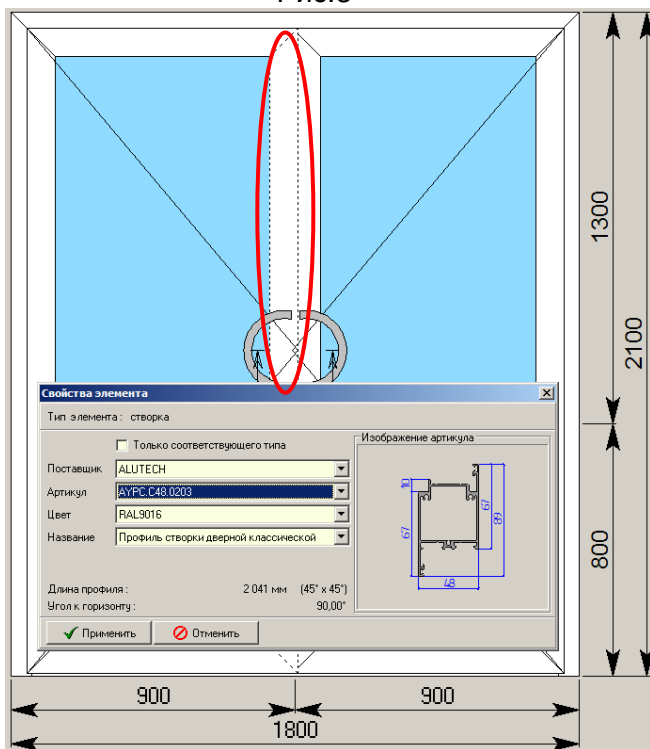 1300
2100
Свойства элемента
Тип элемента: створка
Только соответствующего типа
Поставщик ALUTECH
Артикул AYPC.C48.0203
Цвет RAL9016
Название Профиль створки дверной классической
Длина профиля: 2 041 мм (45° x 45°)
Угол к горизонту: 90,00°
Применить Отменить
Изображение артикула
10
67
67
89
48
800
900 900
1800